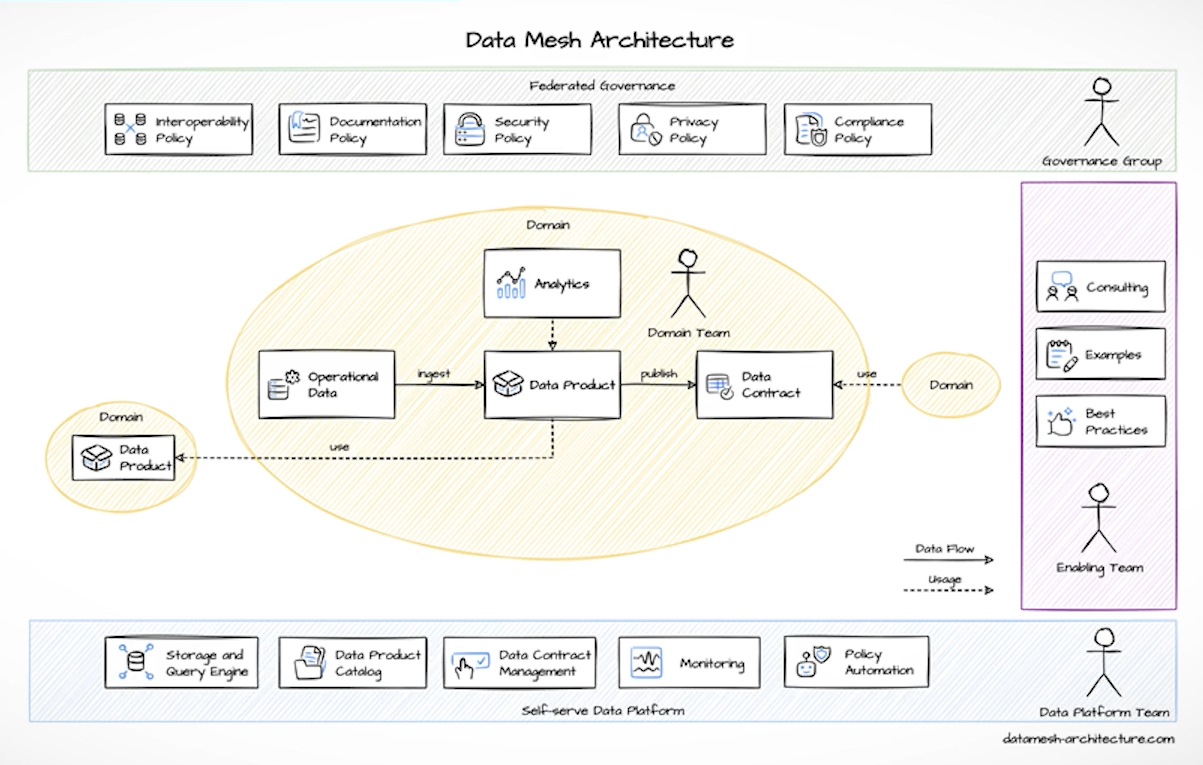 Data Mesh Architecture
Federated Governance
Interoperability
Policy
Documentation
Policy
Security
Policy
Privacy
Policy
Compliance
Policy
Governance Group
Domain
Analytics
Domain Team
Operational
Data
ingest
Data Product
publish
Data
Contract
use
Domain
Domain
Data
Product
use
Consulting
Examples
Best
Practices
Enabling Team
Data Flow
Usage
Storage and
Query Engine
Data Product
Catalog
Data Contract
Management
Monitoring
Policy
Automation
Self-serve Data Platform
Data Platform Team
datamesh-architecture.com